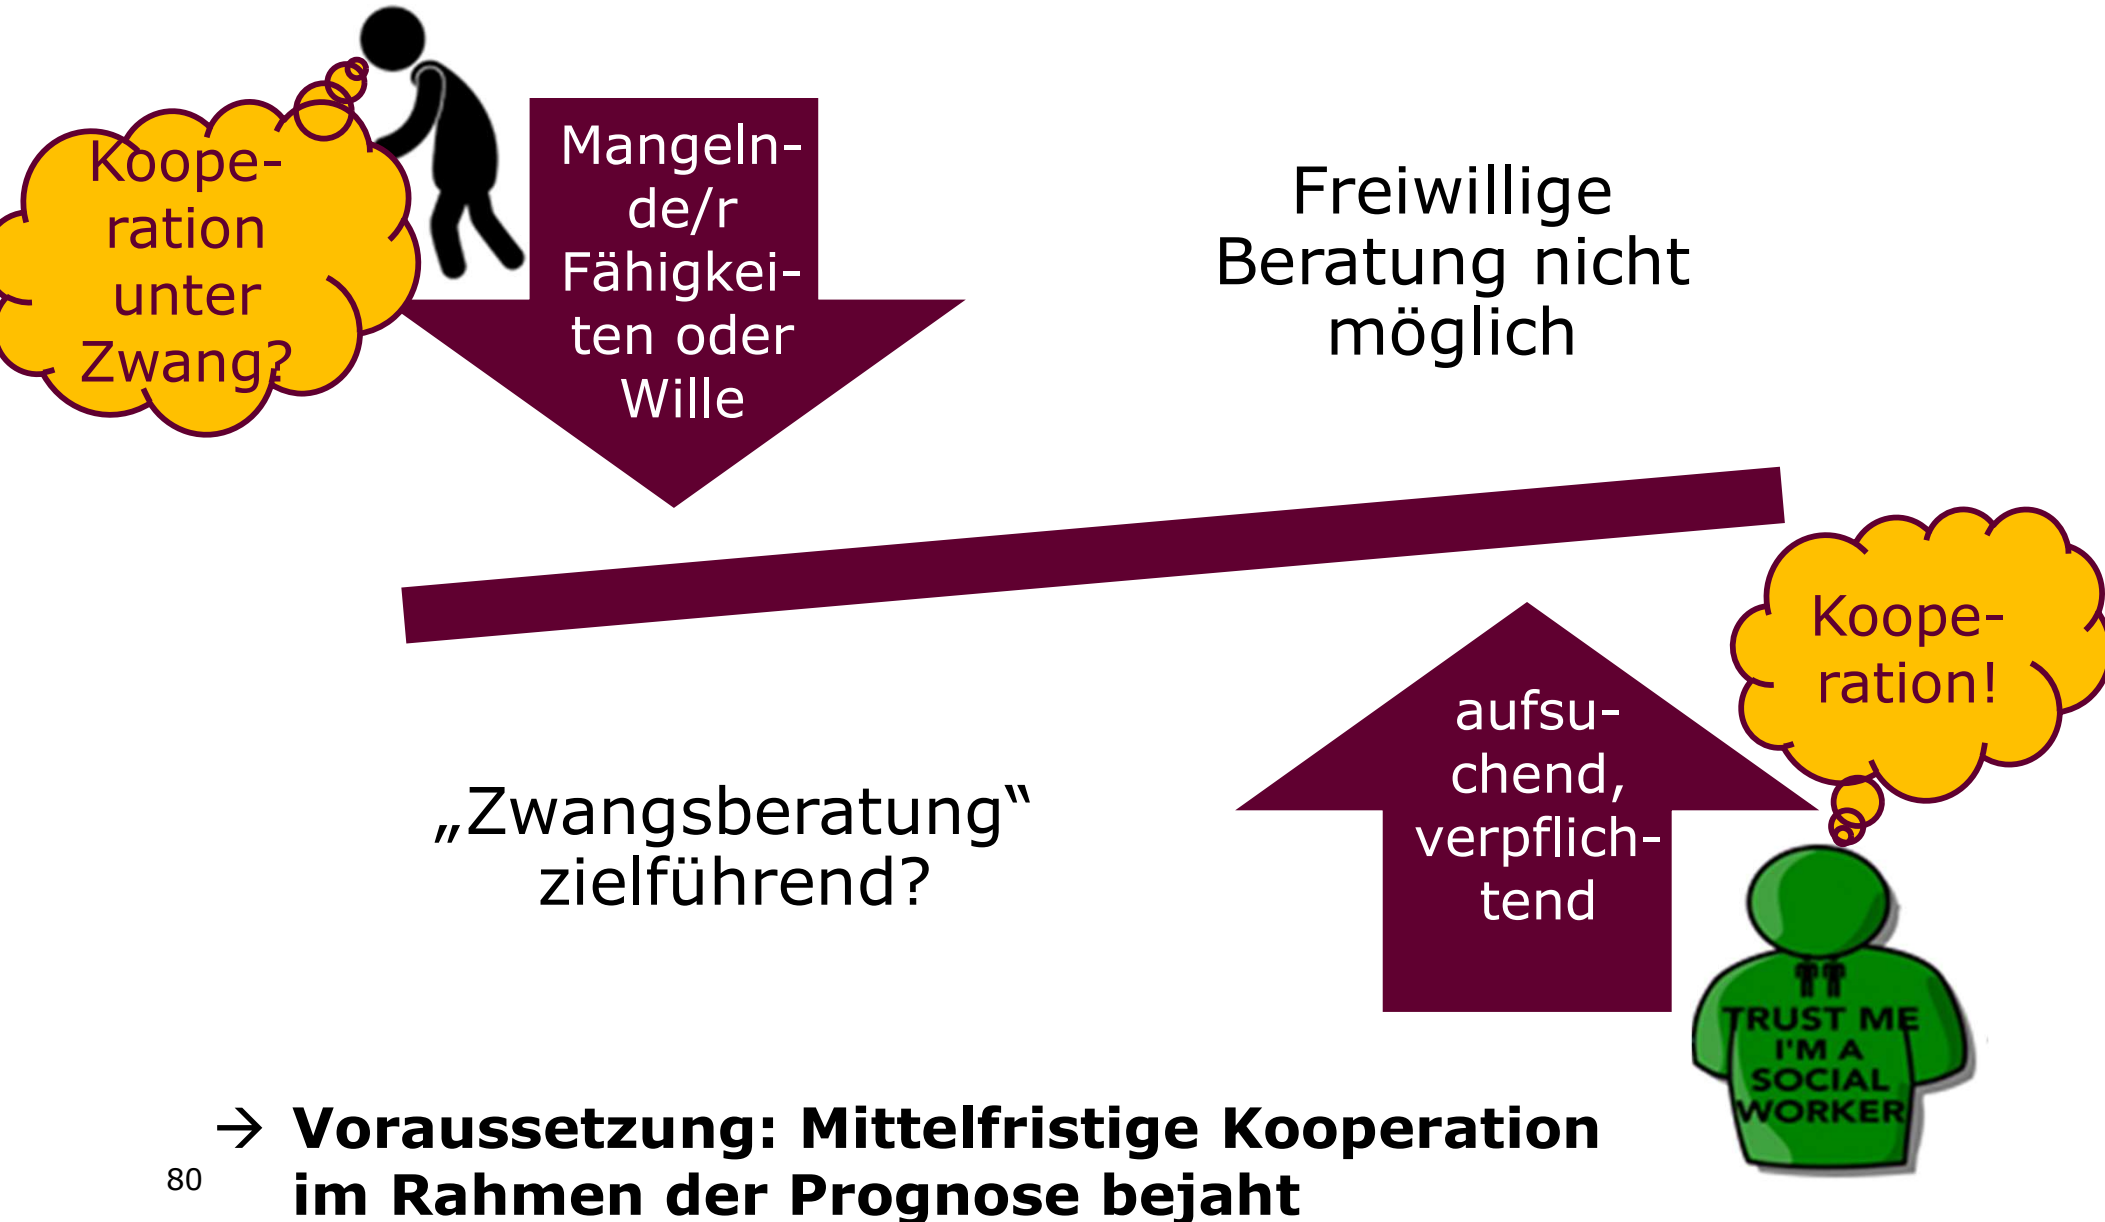 Koope-
ration
unter
Zwang?
Mangeln-
de/r
Fähigkei-
ten oder
Wille
Freiwillige
Beratung nicht
möglich
„Zwangsberatung“
zielführend?
aufsu-
chend,
verpflich-
tend
Koope-
ration!
TRUST ME
I'M A
SOCIAL
WORKER
→ Voraussetzung: Mittelfristige Kooperation
im Rahmen der Prognose bejaht
80